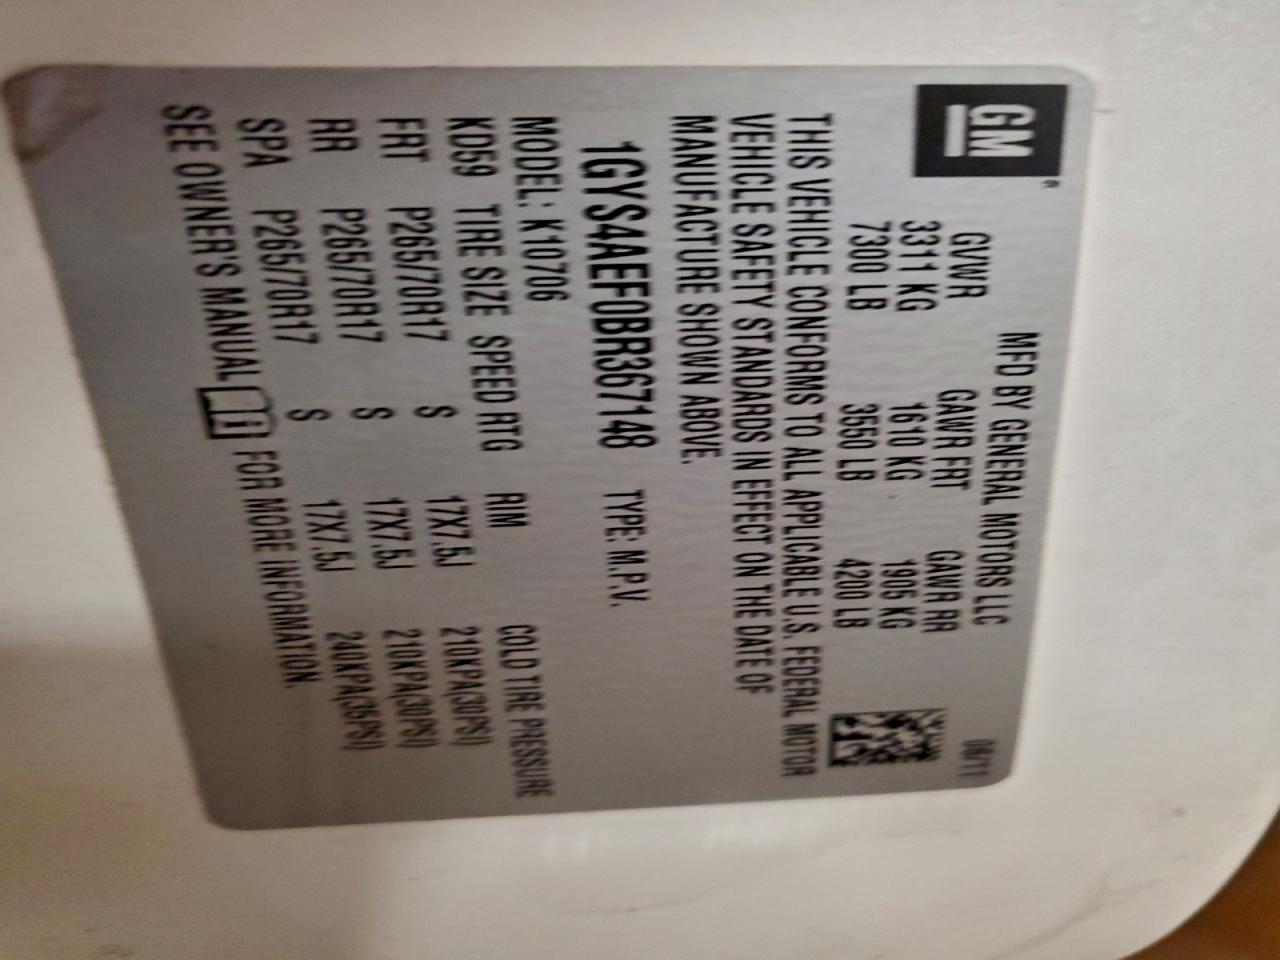 GM®
MFD BY GENERAL MOTORS LLC 06/11
GVWR GAWR FRT GAWR RR
3311 KG 1610 KG 1905 KG
7300 LB 3550 LB 4200 LB
THIS VEHICLE CONFORMS TO ALL APPLICABLE U.S. FEDERAL MOTOR
VEHICLE SAFETY STANDARDS IN EFFECT ON THE DATE OF
MANUFACTURE SHOWN ABOVE.
1GYS4AEF0BR367148 TYPE: M.P.V.
MODEL: K10706
KD59 TIRE SIZE SPEED RTG RIM COLD TIRE PRESSURE
FRT P265/70R17 S 17X7.5J 210KPA(30PSI)
RR P265/70R17 S 17X7.5J 210KPA(30PSI)
SPA P265/70R17 S 17X7.5J 240KPA(35PSI)
SEE OWNER'S MANUAL FOR MORE INFORMATION.